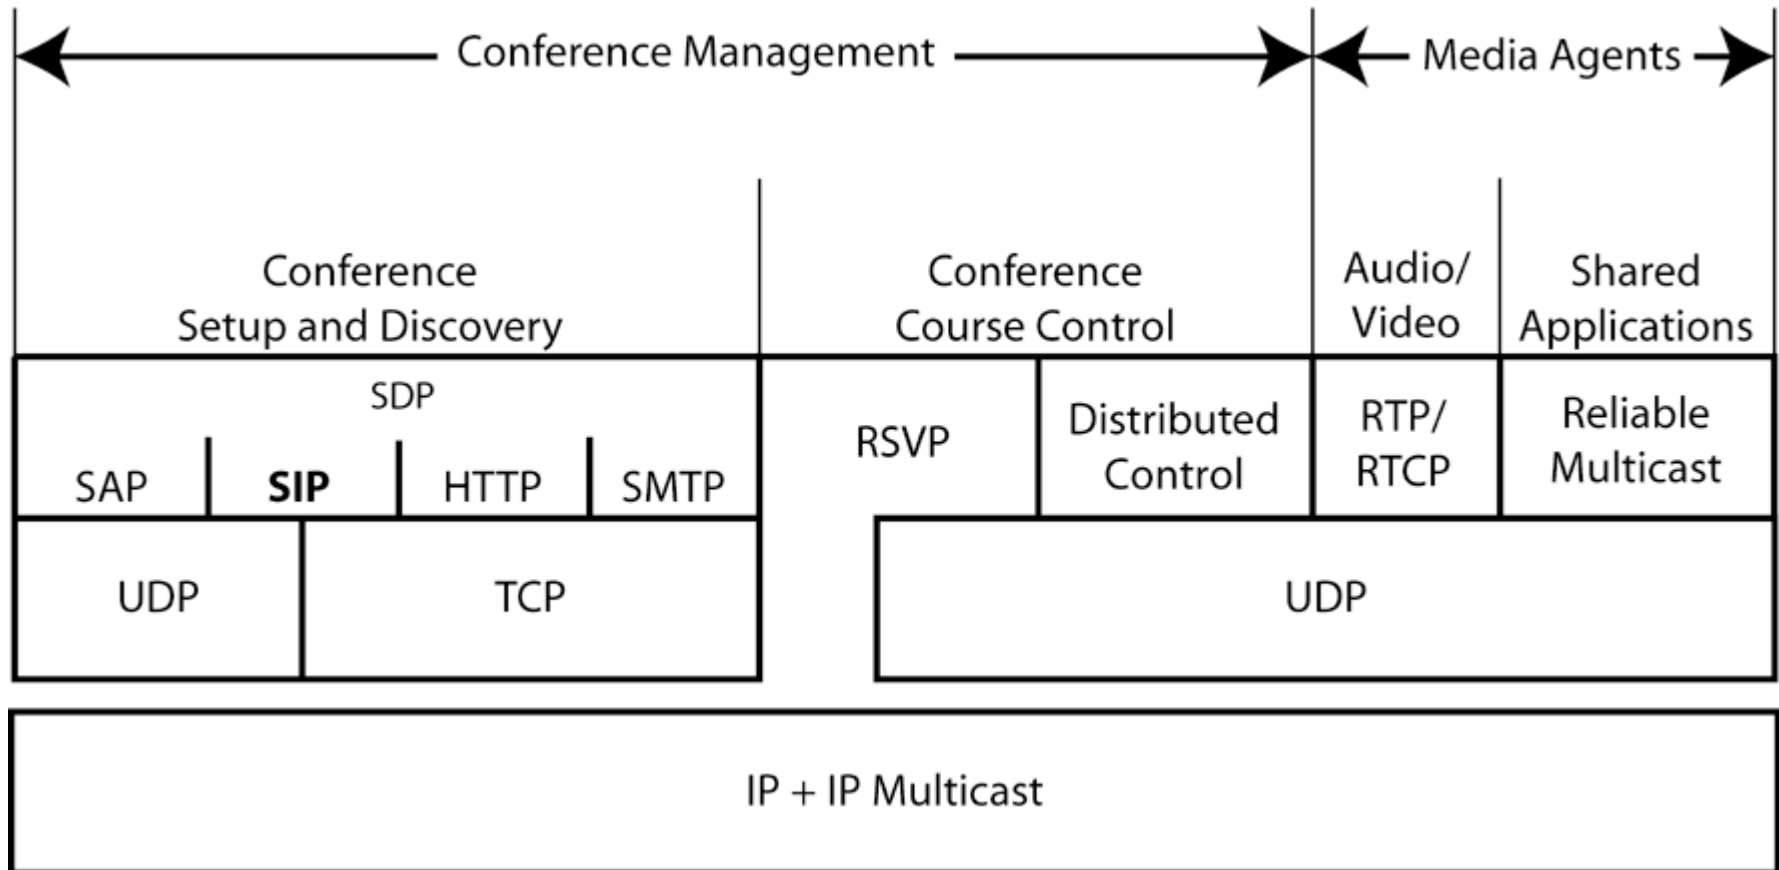 Conference Management
Media Agents
Conference
Setup and Discovery
Conference
Course Control
Audio/
Video
Shared
Applications
SDP
SAP
SIP
HTTP
SMTP
RSVP
Distributed
Control
RTP/
RTCP
Reliable
Multicast
UDP
TCP
UDP
IP + IP Multicast